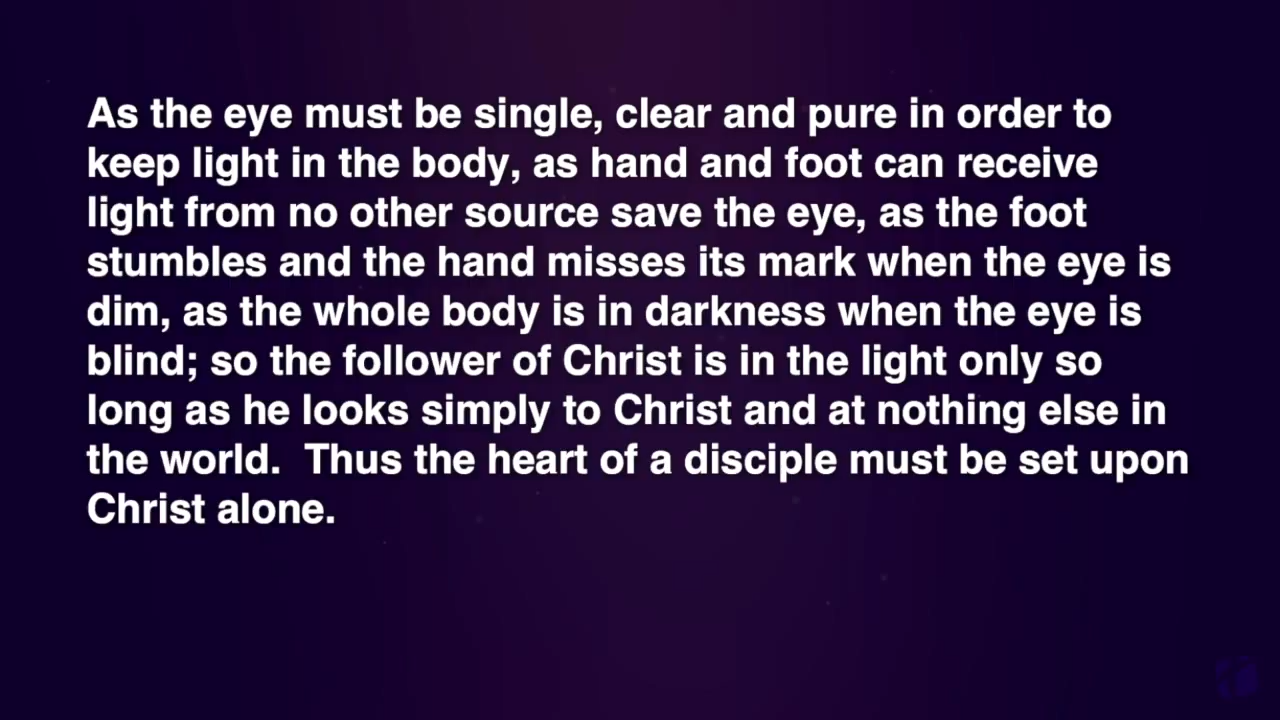 As the eye must be single, clear and pure in order to
keep light in the body, as hand and foot can receive
light from no other source save the eye, as the foot
stumbles and the hand misses its mark when the eye is
dim, as the whole body is in darkness when the eye is
blind; so the follower of Christ is in the light only so
long as he looks simply to Christ and at nothing else in
the world.  Thus the heart of a disciple must be set upon
Christ alone.